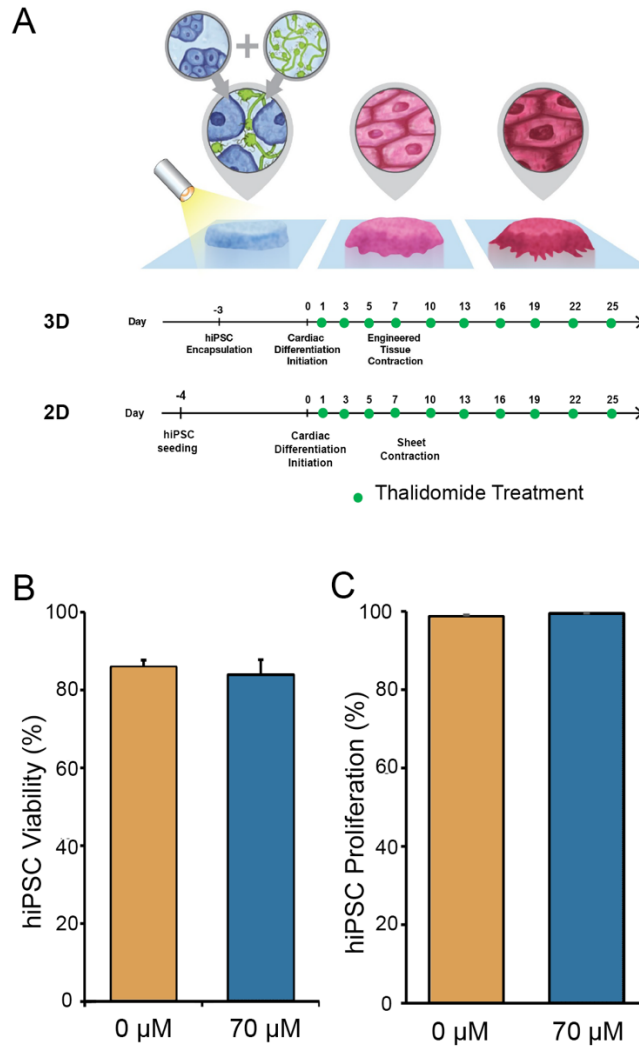 A
+
0 1 3 5 7 10 13 16 19 22 25
-3
3D Day
hiPSC Cardiac Engineered
Encapsulation Differentiation Tissue
Initiation Contraction
0 1 3 5 7 10 13 16 19 22 25
-4
2D Day
hiPSC Cardiac Sheet
seeding Differentiation Contraction
Initiation
Thalidomide Treatment
B
hiPSC Viability (%)
100
80
60
40
20
0
0 µM 70 µM
C
hiPSC Proliferation (%)
100
80
60
40
20
0
0 µM 70 µM